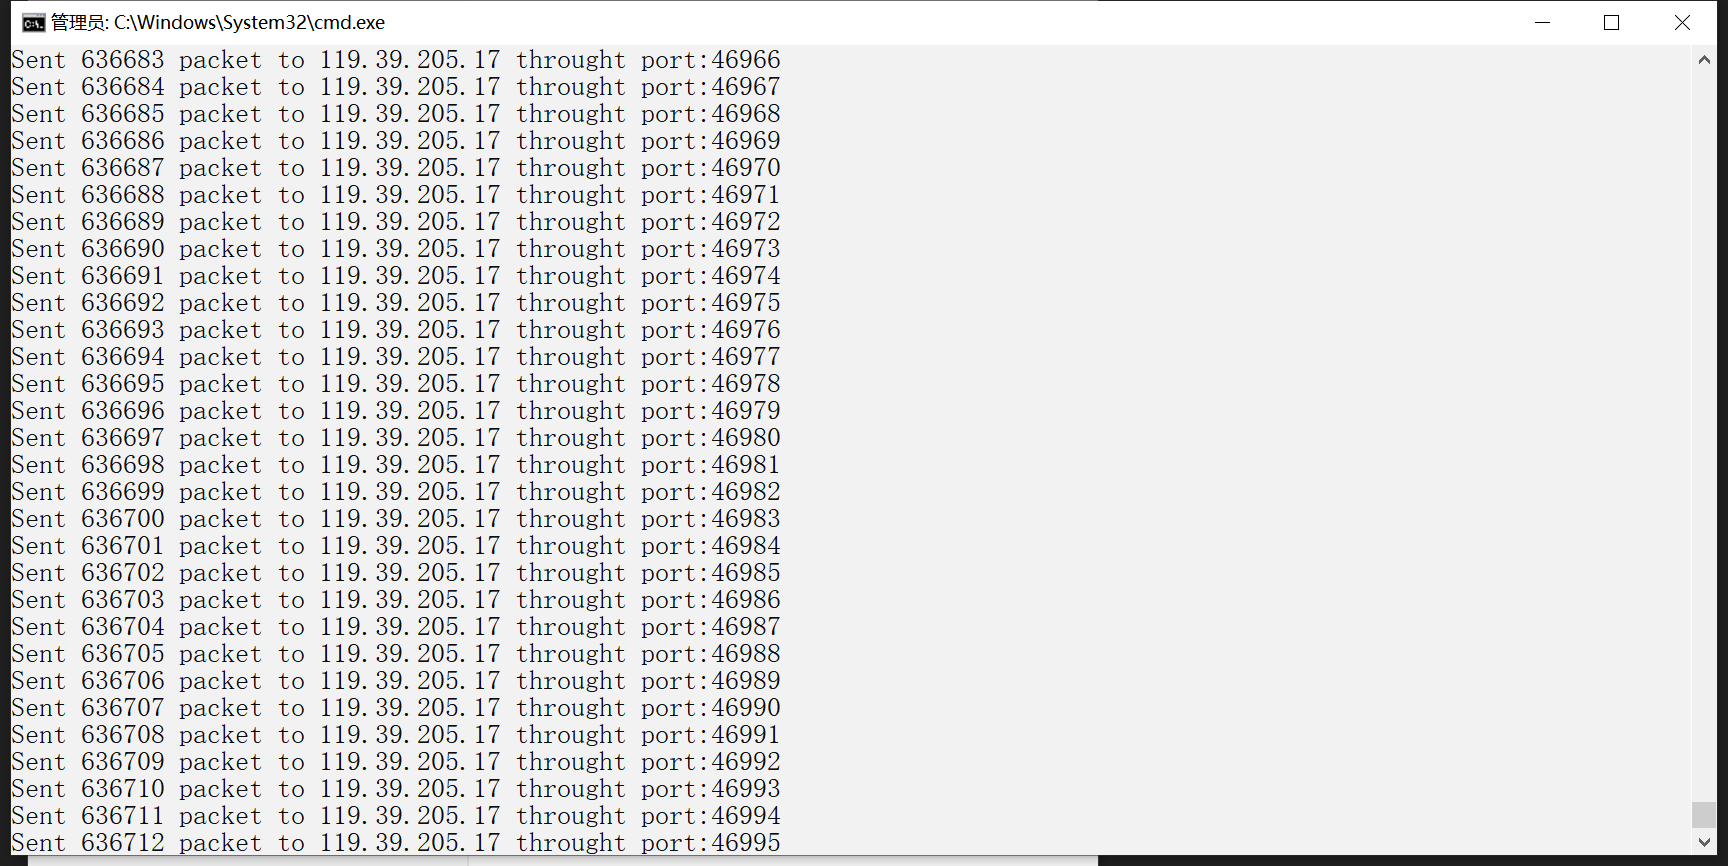 管理员: C:\Windows\System32\cmd.exe
Sent 636683 packet to 119.39.205.17 throught port:46966
Sent 636684 packet to 119.39.205.17 throught port:46967
Sent 636685 packet to 119.39.205.17 throught port:46968
Sent 636686 packet to 119.39.205.17 throught port:46969
Sent 636687 packet to 119.39.205.17 throught port:46970
Sent 636688 packet to 119.39.205.17 throught port:46971
Sent 636689 packet to 119.39.205.17 throught port:46972
Sent 636690 packet to 119.39.205.17 throught port:46973
Sent 636691 packet to 119.39.205.17 throught port:46974
Sent 636692 packet to 119.39.205.17 throught port:46975
Sent 636693 packet to 119.39.205.17 throught port:46976
Sent 636694 packet to 119.39.205.17 throught port:46977
Sent 636695 packet to 119.39.205.17 throught port:46978
Sent 636696 packet to 119.39.205.17 throught port:46979
Sent 636697 packet to 119.39.205.17 throught port:46980
Sent 636698 packet to 119.39.205.17 throught port:46981
Sent 636699 packet to 119.39.205.17 throught port:46982
Sent 636700 packet to 119.39.205.17 throught port:46983
Sent 636701 packet to 119.39.205.17 throught port:46984
Sent 636702 packet to 119.39.205.17 throught port:46985
Sent 636703 packet to 119.39.205.17 throught port:46986
Sent 636704 packet to 119.39.205.17 throught port:46987
Sent 636705 packet to 119.39.205.17 throught port:46988
Sent 636706 packet to 119.39.205.17 throught port:46989
Sent 636707 packet to 119.39.205.17 throught port:46990
Sent 636708 packet to 119.39.205.17 throught port:46991
Sent 636709 packet to 119.39.205.17 throught port:46992
Sent 636710 packet to 119.39.205.17 throught port:46993
Sent 636711 packet to 119.39.205.17 throught port:46994
Sent 636712 packet to 119.39.205.17 throught port:46995